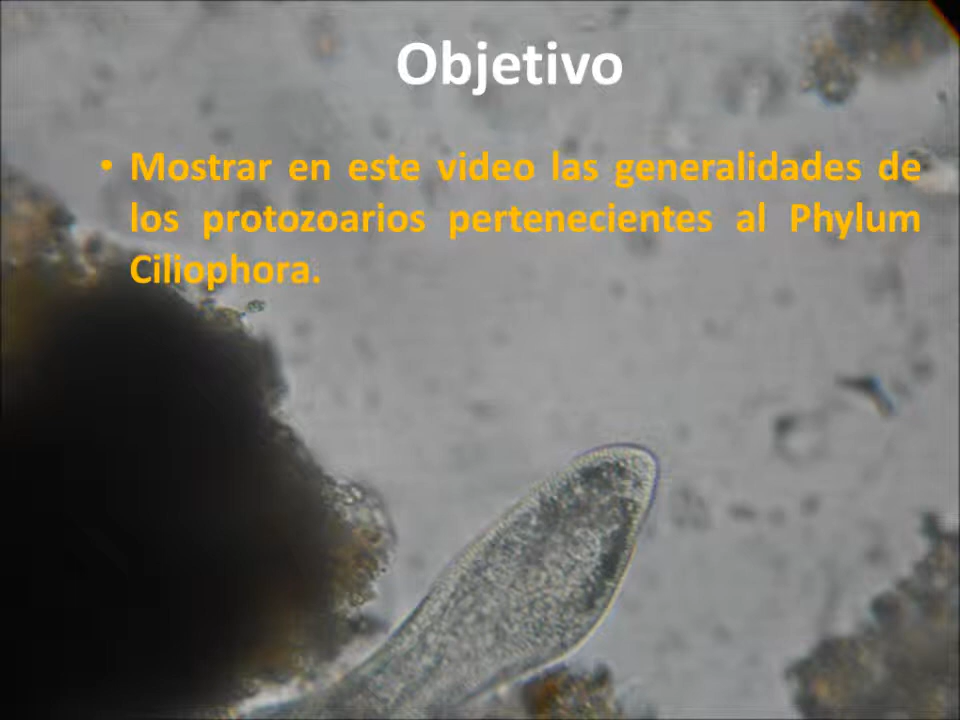 Objetivo
• Mostrar en este video las generalidades de
los protozoarios pertenecientes al Phylum
Ciliophora.